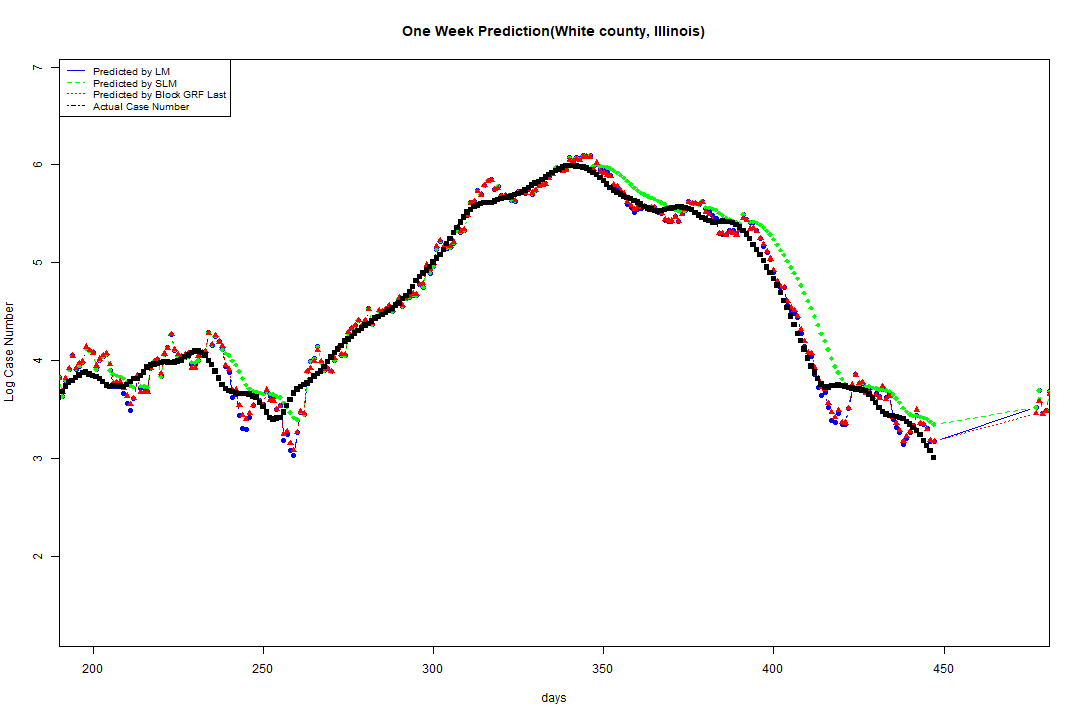 One Week Prediction(White county, Illinois)
Predicted by LM
Predicted by SLM
Predicted by Block GRF Last
Actual Case Number
7
6
5
4
3
2
Log Case Number
200 250 300 350 400 450
days